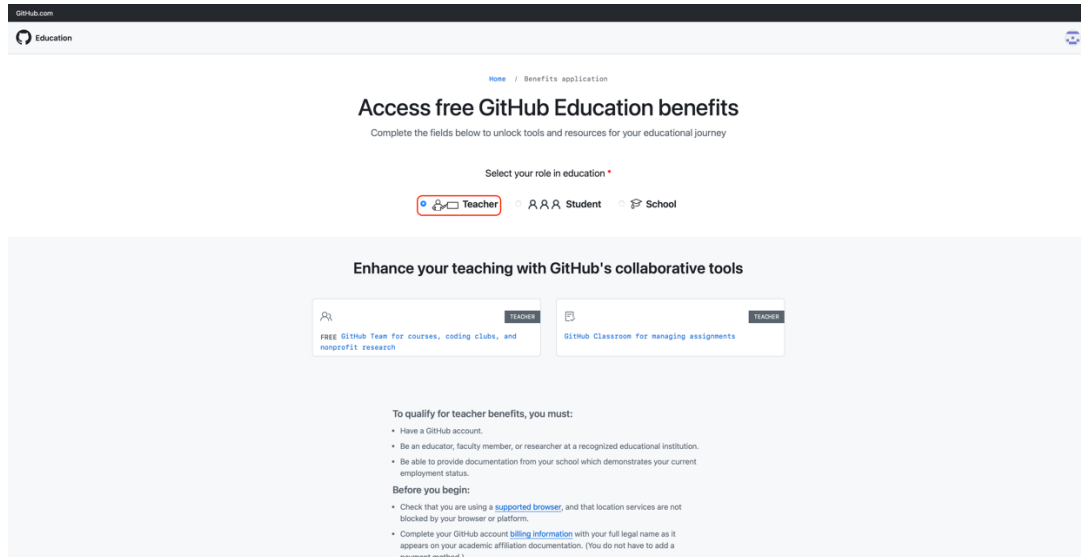 GitHub.com
Education
Home / Benefits application
Access free GitHub Education benefits
Complete the fields below to unlock tools and resources for your educational journey
Select your role in education *
Teacher Student School
Enhance your teaching with GitHub's collaborative tools
TEACHER
FREE GitHub Team for courses, coding clubs, and
nonprofit research
TEACHER
GitHub Classroom for managing assignments
To qualify for teacher benefits, you must:
• Have a GitHub account.
• Be an educator, faculty member, or researcher at a recognized educational institution.
• Be able to provide documentation from your school which demonstrates your current
employment status.
Before you begin:
• Check that you are using a supported browser, and that location services are not
blocked by your browser or platform.
• Complete your GitHub account billing information with your full legal name as it
appears on your academic affiliation documentation. (You do not have to add a
payment method.)